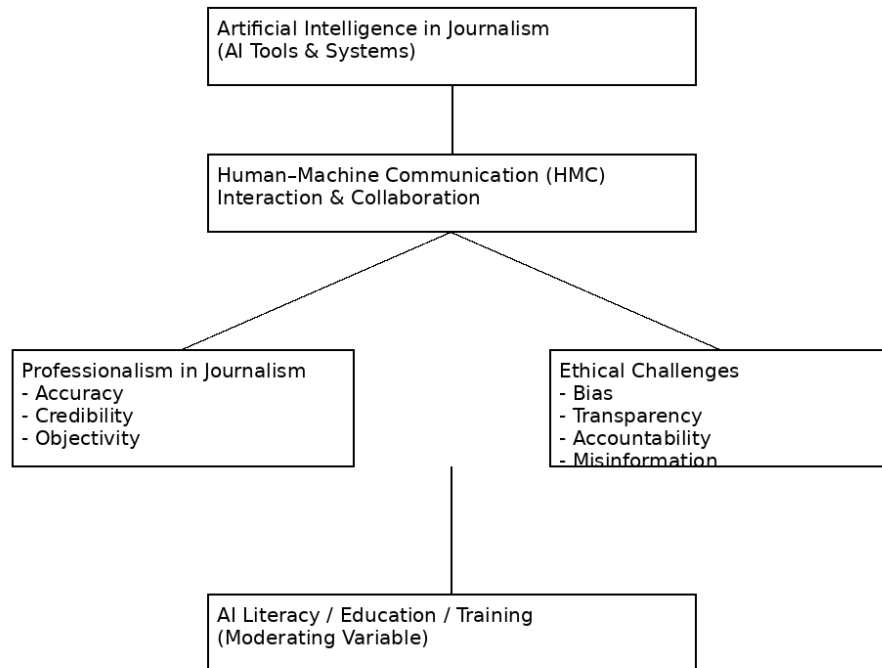 Artificial Intelligence in Journalism
(AI Tools & Systems)
Human–Machine Communication (HMC)
Interaction & Collaboration
Professionalism in Journalism
- Accuracy
- Credibility
- Objectivity
Ethical Challenges
- Bias
- Transparency
- Accountability
- Misinformation
AI Literacy / Education / Training
(Moderating Variable)